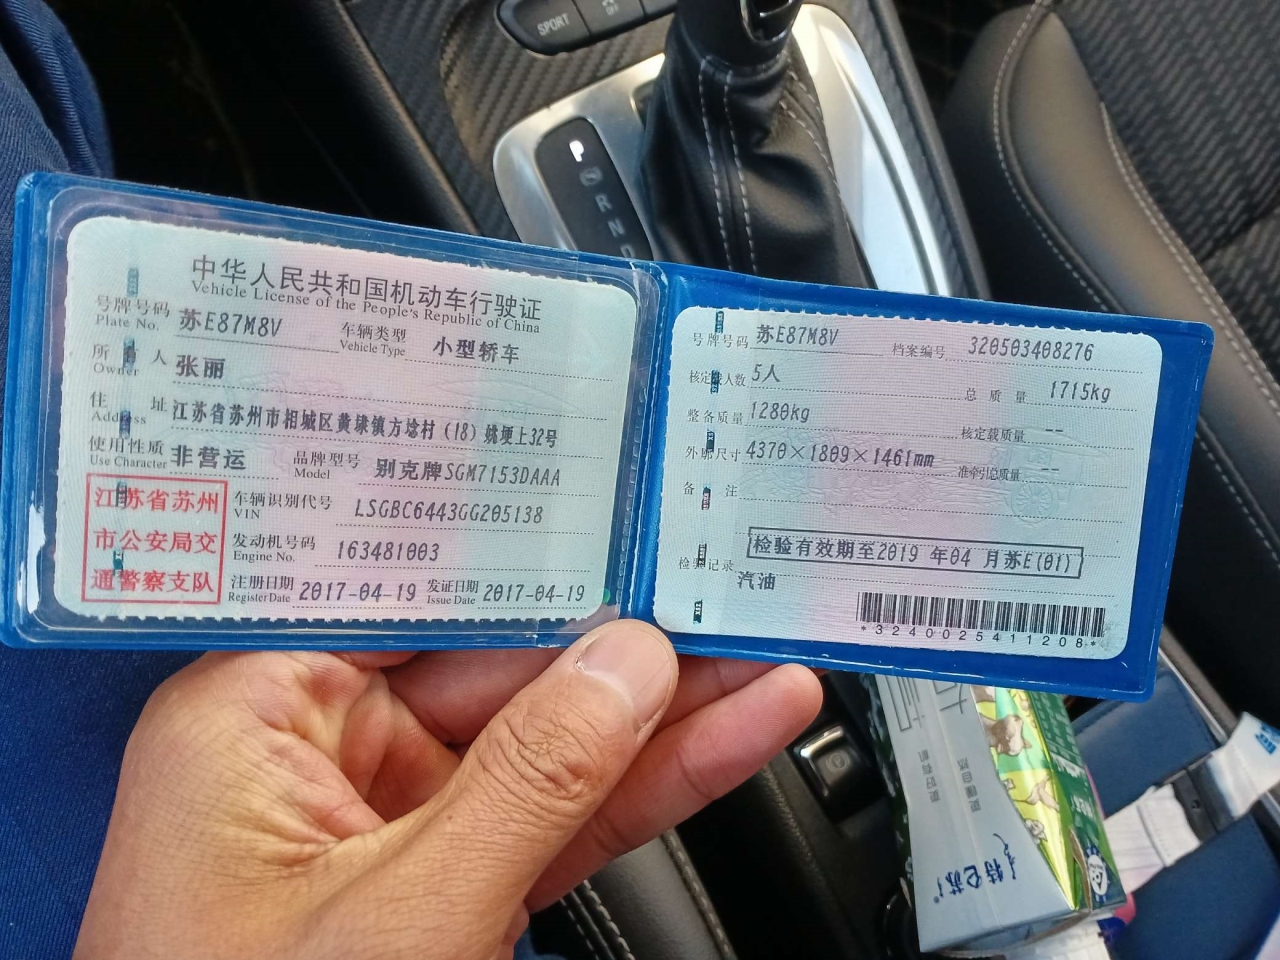 SPORT
OFF
P
R
N
D
中华人民共和国机动车行驶证
Vehicle License of the People's Republic of China
号牌号码 苏E87M8V 车辆类型 小型轿车
Plate No. Vehicle Type
所有人 张丽
Owner
住址 江苏省苏州市相城区黄埭镇方埝村（18）姚埂上32号
Address
使用性质 非营运 品牌型号 别克牌SGM7153DAAA
Use Character Model
江苏省苏州
市公安局交
通警察支队
车辆识别代号 LSGBC6443GG205138
VIN
发动机号码 163481003
Engine No.
注册日期 2017-04-19 发证日期 2017-04-19
Register Date Issue Date
号牌号码 苏E87M8V 档案编号 320503408276
核定载人数 5人 总质量 1715kg
整备质量 1280kg 核定载质量 --
外廓尺寸 4370×1809×1461mm 准牵引总质量 --
备注
检验记录 检验有效期至2019 年04 月苏E(01)
汽油
*3240025411208*
特仑苏